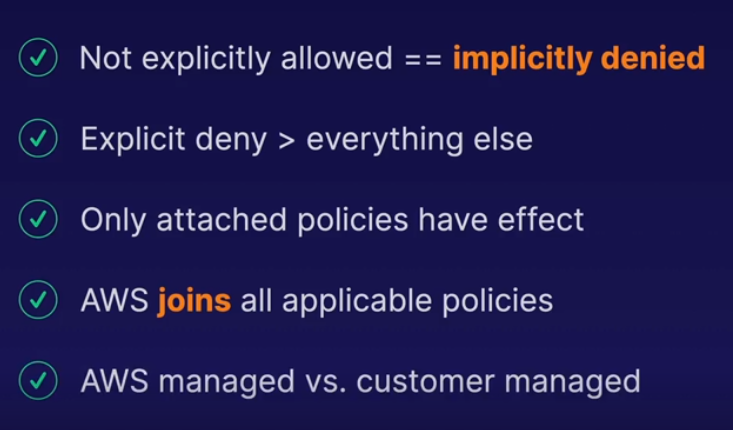 Not explicitly allowed == implicitly denied
Explicit deny > everything else
Only attached policies have effect
AWS joins all applicable policies
AWS managed vs. customer managed